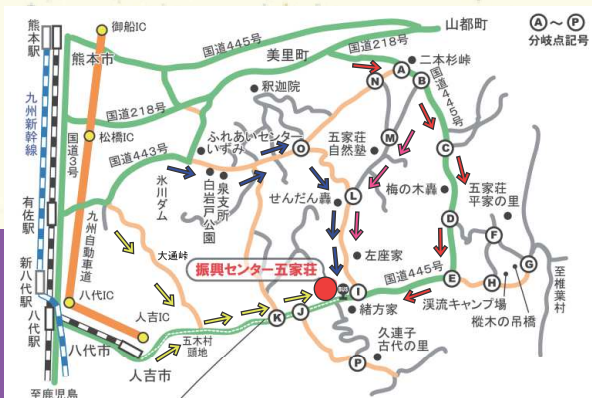 熊本駅
御船IC
熊本市
国道445号
山都町
Ⓐ～Ⓟ
分岐点記号
美里町
国道218号
二本杉峠
N
A
B
国道445号
釈迦院
九州新幹線
国道3号
国道218号
松橋IC
国道443号
ふれあいセンター
いずみ
O
五家荘
自然塾
M
C
氷川ダム
白岩戸公園
泉支所
せんだん轟
L
梅の木轟
五家荘
平家の里
有佐駅
九州自動車道
D
大通峠
左座家
F
G
新八代駅
振興センター五家荘
国道445号
E
H
至椎葉村
八代IC
I
緒方家
渓流キャンプ場
樅木の吊橋
八代駅
人吉IC
K
J
八代市
五木村
頭地
久連子
古代の里
P
人吉市
至鹿児島